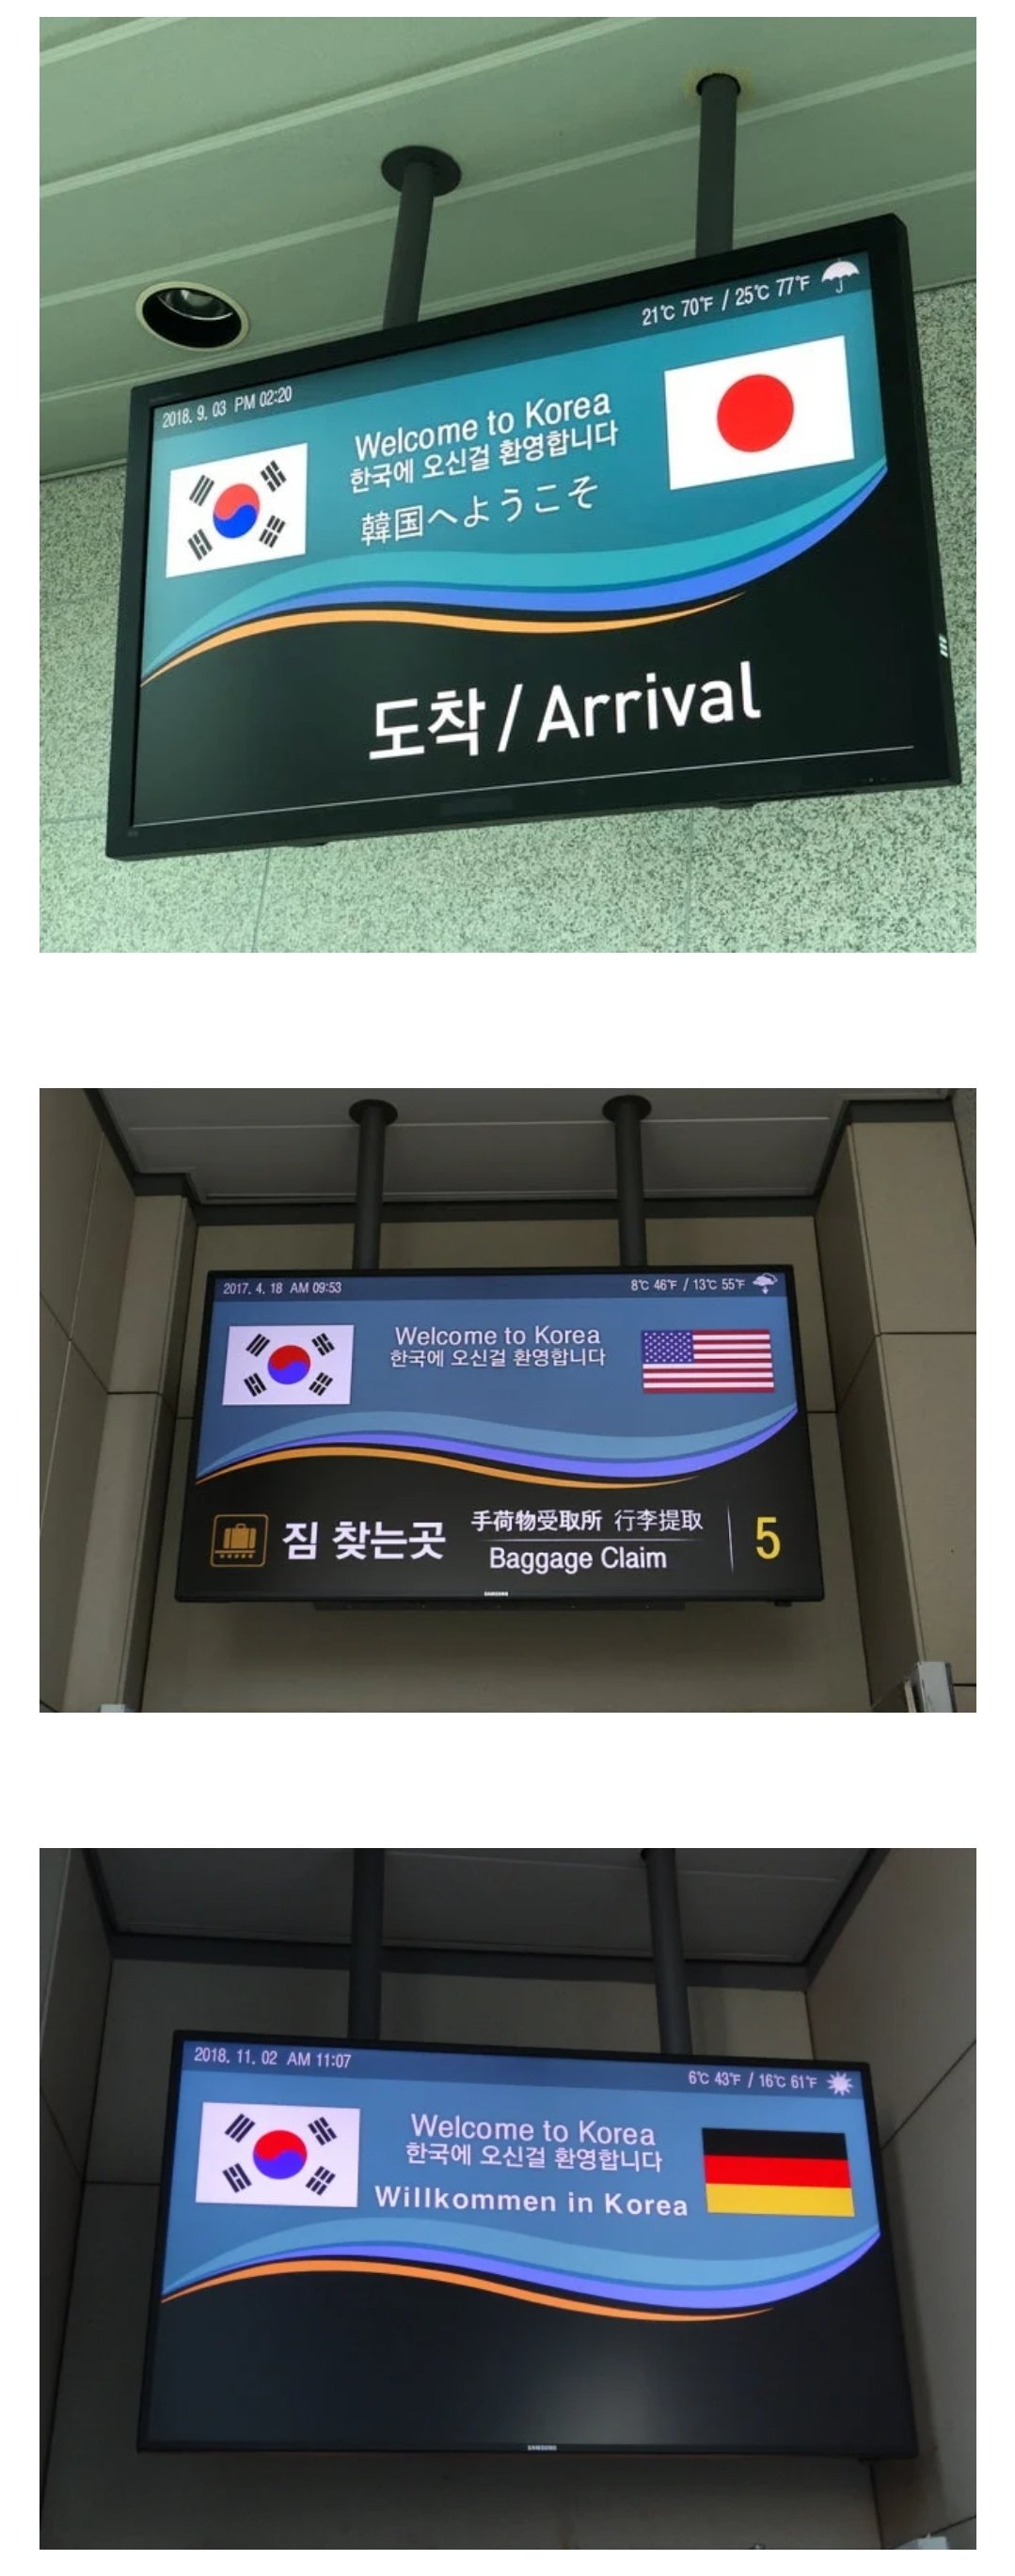 21℃ 70℉ / 25℃ 77℉
2018. 9. 03 PM 02:20
Welcome to Korea
한국에 오신걸 환영합니다
韓国へようこそ
도착 / Arrival
2017. 4. 18 AM 09:53
8℃ 46℉ / 13℃ 55℉
Welcome to Korea
한국에 오신걸 환영합니다
짐 찾는곳
手荷物受取所 行李提取
Baggage Claim
5
SAMSUNG
2018. 11. 02 AM 11:07
6℃ 43℉ / 16℃ 61℉
Welcome to Korea
한국에 오신걸 환영합니다
Willkommen in Korea
SAMSUNG